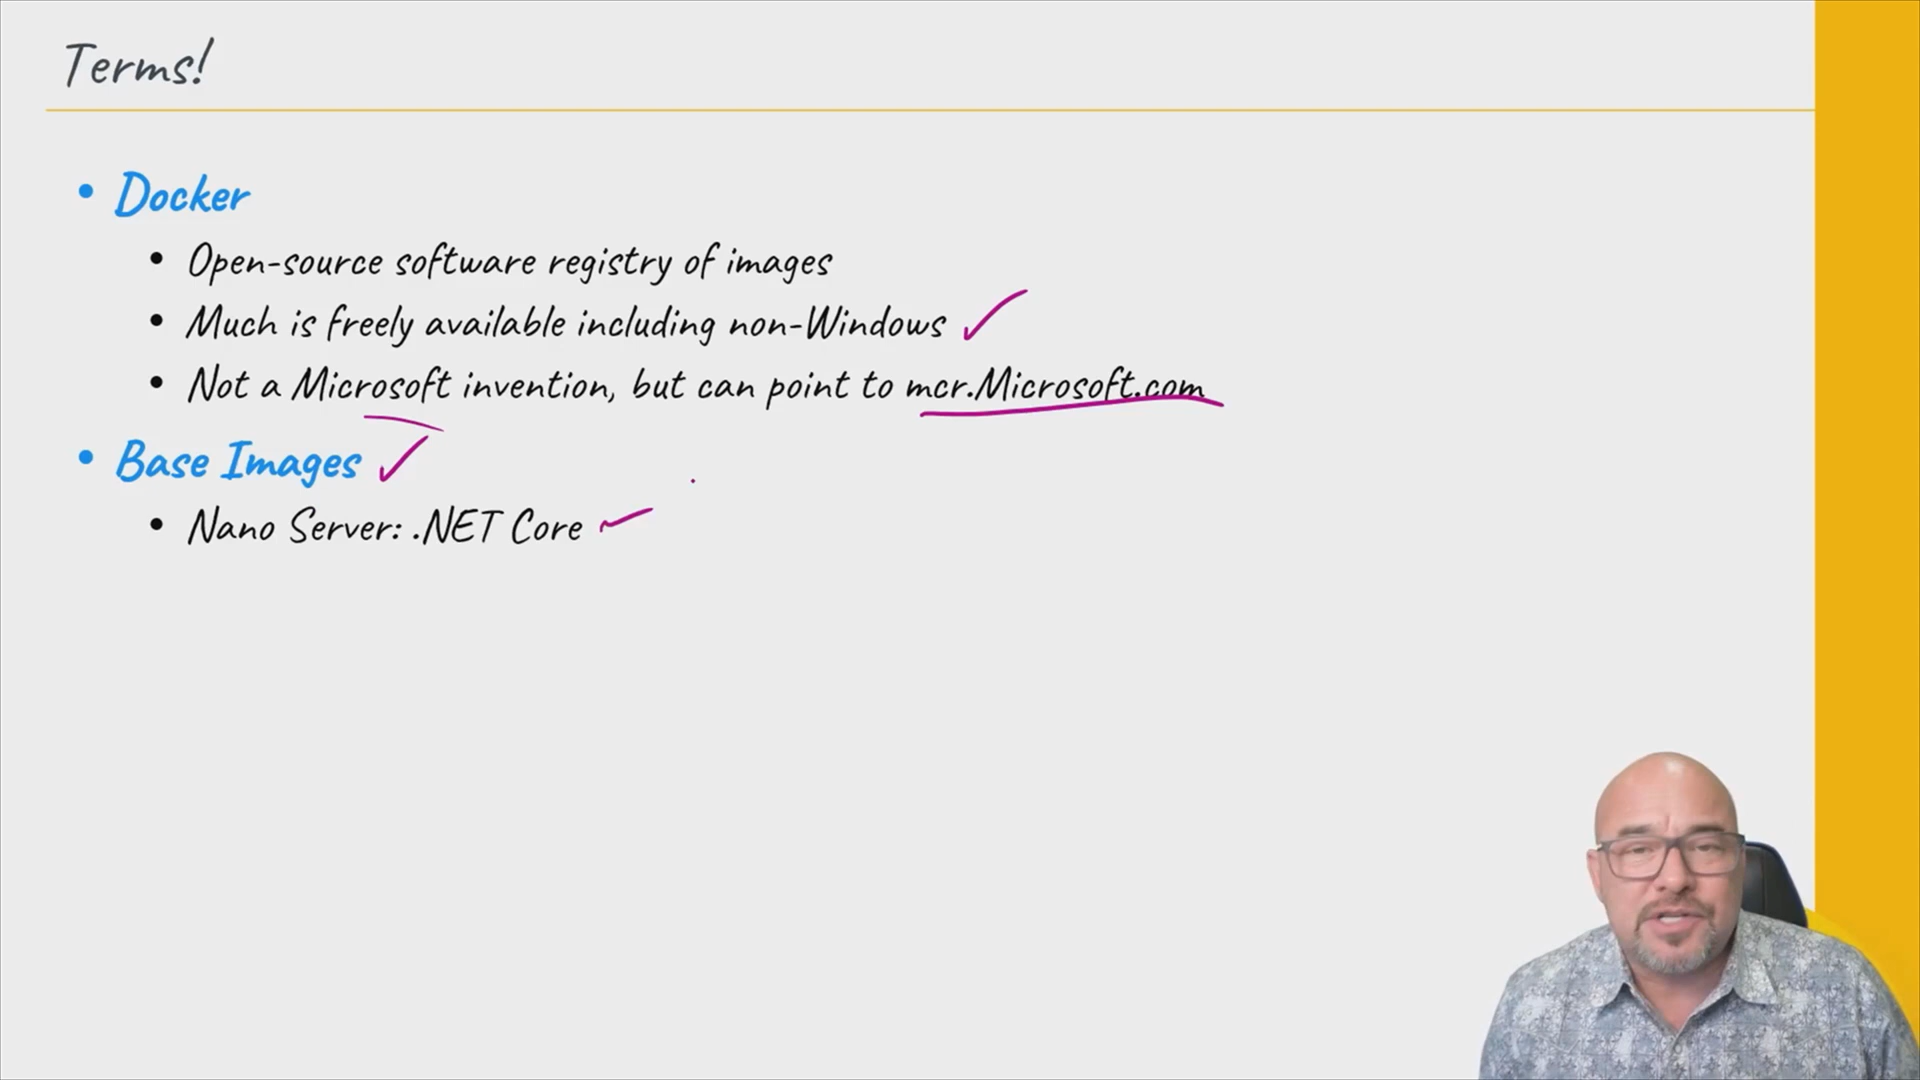 Terms!
Docker
Open-source software registry of images
Much is freely available including non-Windows
Not a Microsoft invention, but can point to mcr.Microsoft.com
Base Images
Nano Server: .NET Core